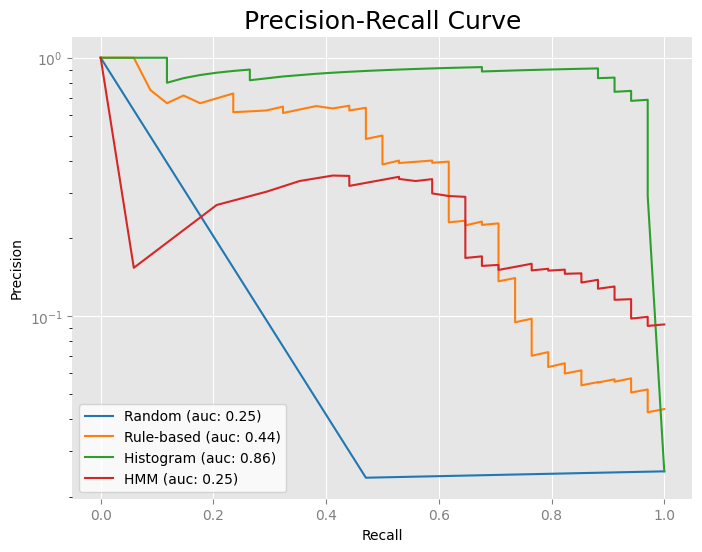 Precision-Recall Curve
Precision
10⁰
10⁻¹
Random (auc: 0.25)
Rule-based (auc: 0.44)
Histogram (auc: 0.86)
HMM (auc: 0.25)
0.0 0.2 0.4 0.6 0.8 1.0
Recall